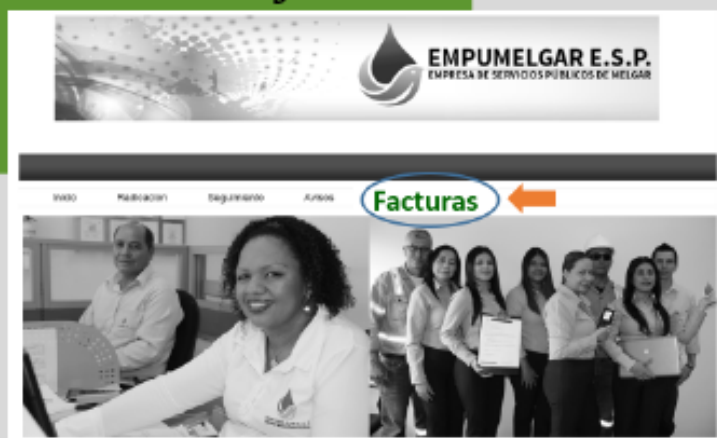 EMPUMELGAR E.S.P.
EMPRESA DE SERVICIOS PÚBLICOS DE MELGAR
Inicio Radicacion Seguimiento Avisos Facturas